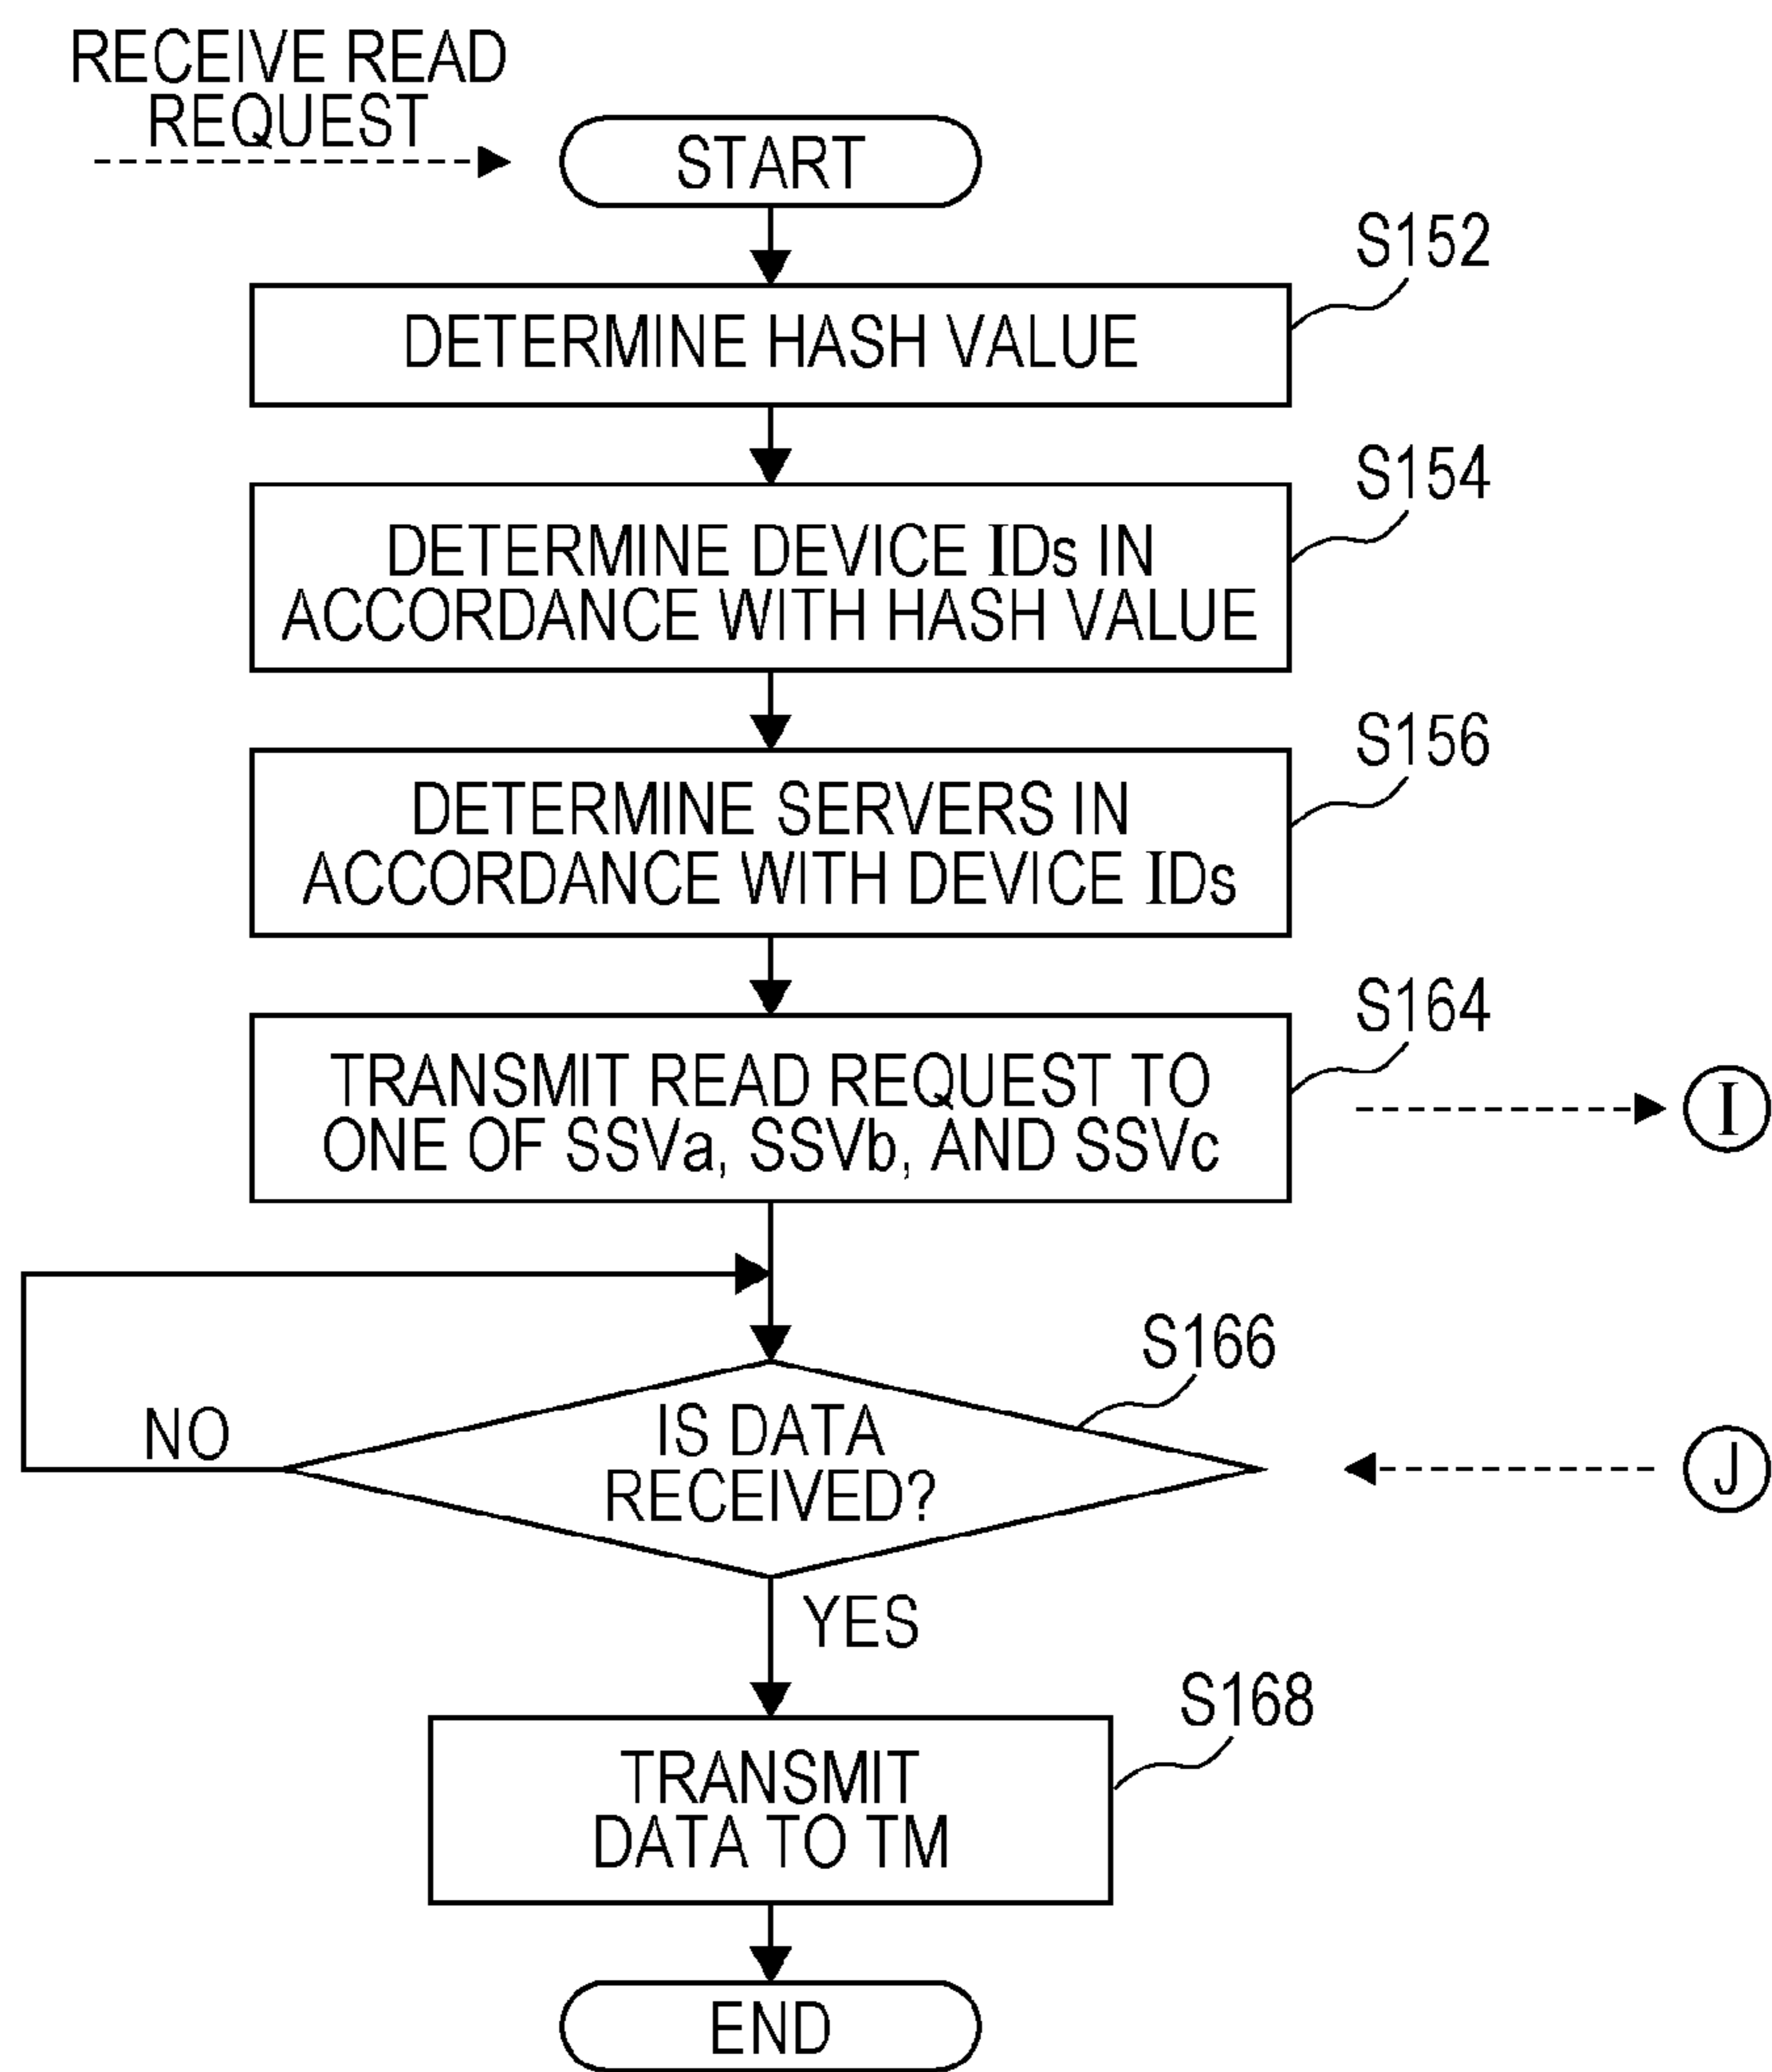 RECEIVE READ
REQUEST
START
S152
DETERMINE HASH VALUE
S154
DETERMINE DEVICE IDs IN
ACCORDANCE WITH HASH VALUE
S156
DETERMINE SERVERS IN
ACCORDANCE WITH DEVICE IDs
S164
TRANSMIT READ REQUEST TO
ONE OF SSVa, SSVb, AND SSVc
I
S166
IS DATA
RECEIVED?
NO
J
YES
S168
TRANSMIT
DATA TO TM
END